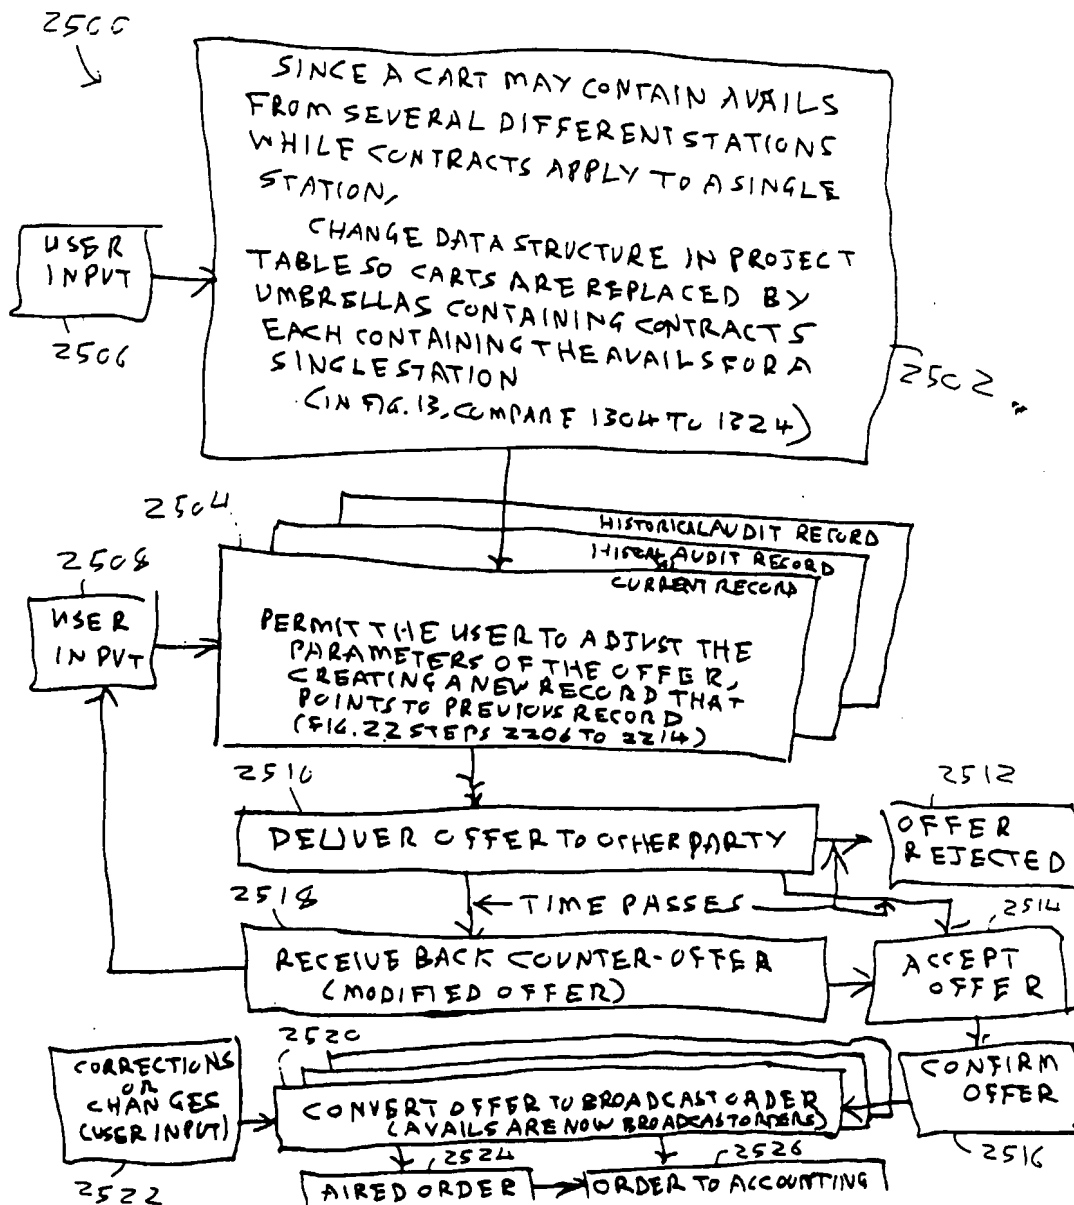 2500
SINCE A CART MAY CONTAIN AVAILS
FROM SEVERAL DIFFERENT STATIONS
WHILE CONTRACTS APPLY TO A SINGLE
STATION,
CHANGE DATA STRUCTURE IN PROJECT
TABLE SO CARTS ARE REPLACED BY
UMBRELLAS CONTAINING CONTRACTS
EACH CONTAINING THE AVAILS FOR A
SINGLE STATION
(IN FIG. 13, COMPARE 1304 TO 1324)
USER
INPUT
2506
2502
2504
HISTORICAL AUDIT RECORD
AUDIT RECORD
CURRENT RECORD
2508
USER
INPUT
PERMIT THE USER TO ADJUST THE
PARAMETERS OF THE OFFER,
CREATING A NEW RECORD THAT
POINTS TO PREVIOUS RECORD
(FIG. 22 STEPS 2206 TO 2214)
2510
DELIVER OFFER TO OTHER PARTY
2512
OFFER
REJECTED
2518
TIME PASSES
2514
RECEIVE BACK COUNTER-OFFER
(MODIFIED OFFER)
ACCEPT
OFFER
2520
CORRECTIONS
OR
CHANGES
(USER INPUT)
2522
CONVERT OFFER TO BROADCAST ORDER
(AVAILS ARE NOW BROADCAST ORDERS)
CONFIRM
OFFER
2516
2524
2526
AIRED ORDER
ORDER TO ACCOUNTING